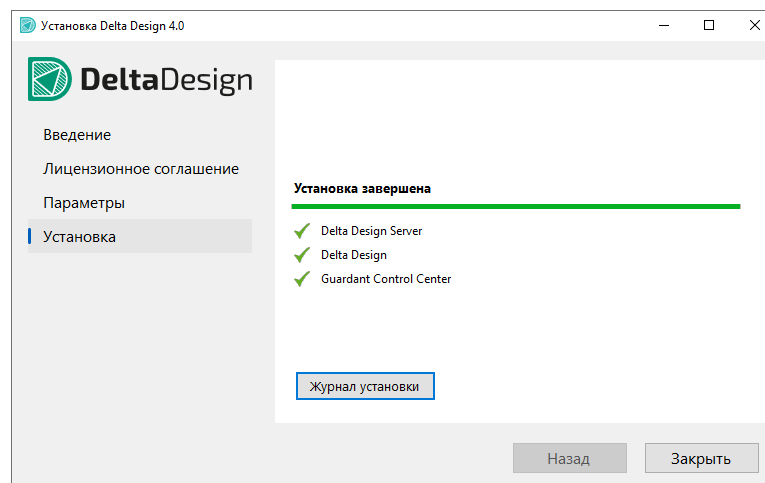 Установка Delta Design 4.0
DeltaDesign
Введение
Лицензионное соглашение
Параметры
Установка
Установка завершена
Delta Design Server
Delta Design
Guardant Control Center
Журнал установки
Назад
Закрыть